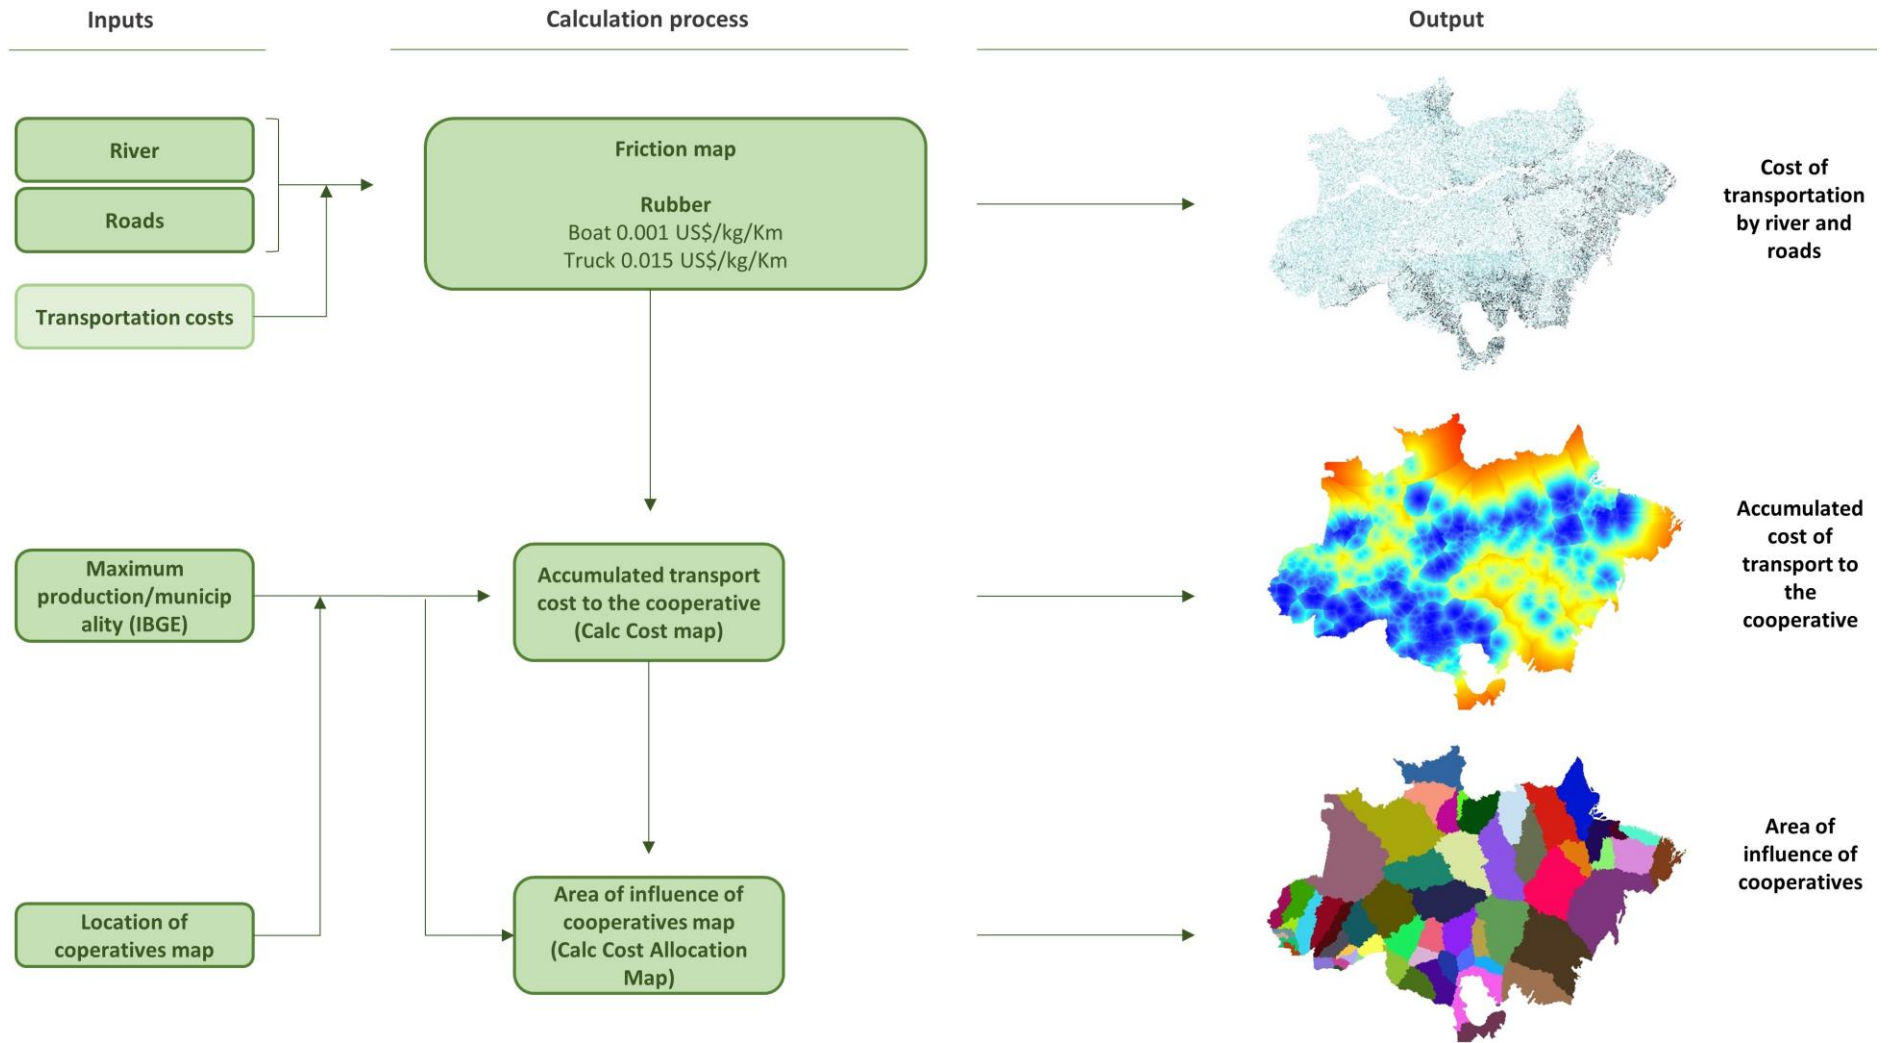 Inputs
Calculation process
Output
River
Roads
Transportation costs
Friction map
Rubber
Boat 0.001 US$/kg/Km
Truck 0.015 US$/kg/Km
Cost of
transportation
by river and
roads
Maximum
production/municip
ality (IBGE)
Accumulated transport
cost to the cooperative
(Calc Cost map)
Accumulated
cost of
transport to
the
cooperative
Location of
coperatives map
Area of influence of
cooperatives map
(Calc Cost Allocation
Map)
Area of
influence of
cooperatives